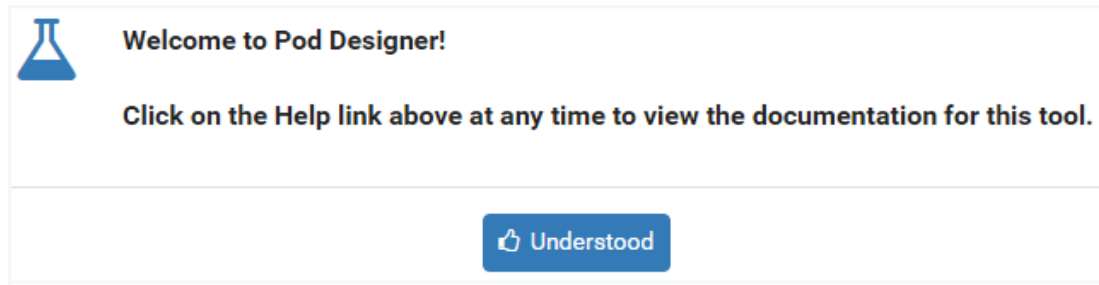 Welcome to Pod Designer!
Click on the Help link above at any time to view the documentation for this tool.
Understood